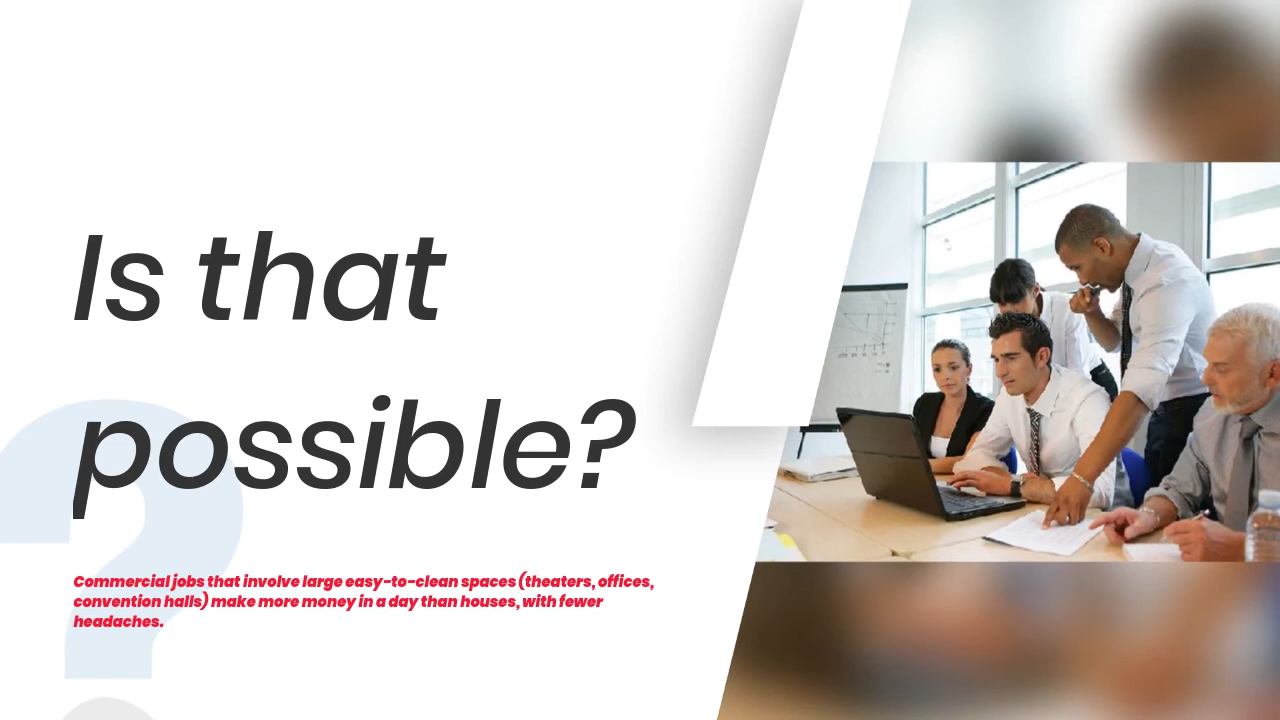 Is that
possible?
Commercial jobs that involve large easy-to-clean spaces (theaters, offices,
convention halls) make more money in a day than houses, with fewer
headaches.